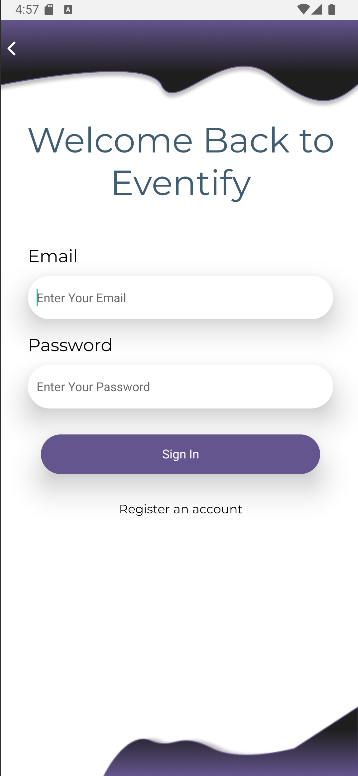 4:57
Welcome Back to
Eventify
Email
Enter Your Email
Password
Enter Your Password
Sign In
Register an account